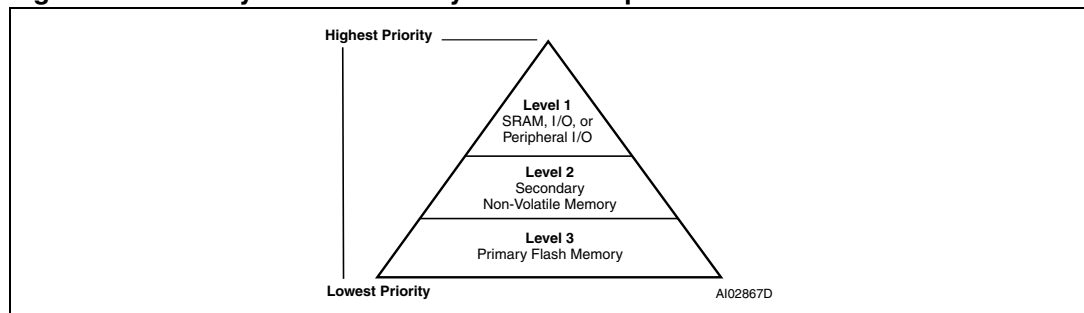 Highest Priority
Level 1
SRAM, I/O, or
Peripheral I/O
Level 2
Secondary
Non-Volatile Memory
Level 3
Primary Flash Memory
Lowest Priority
AI02867D